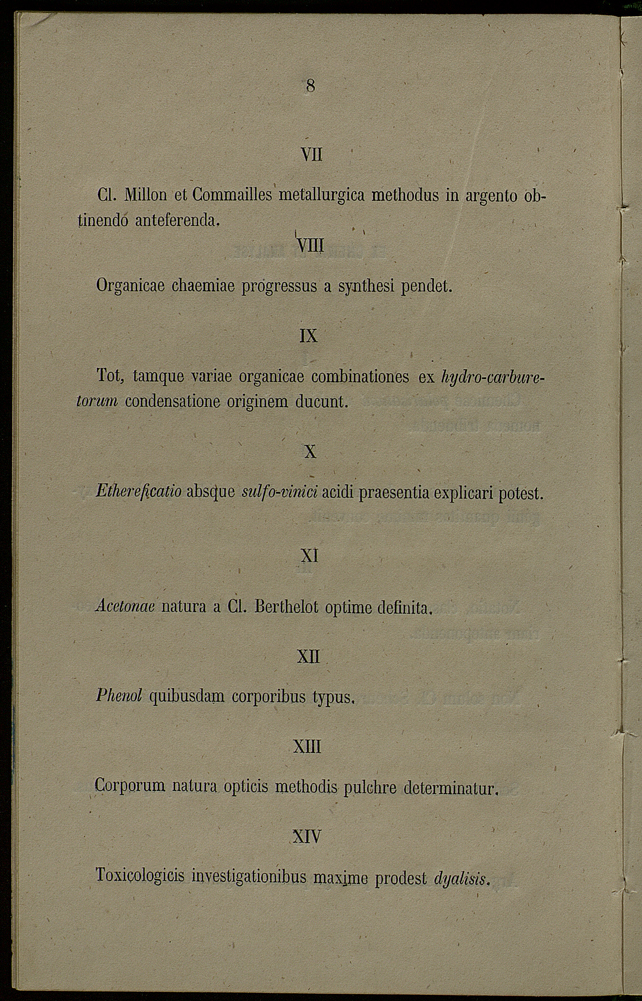 8
VII
Cl. Millon et Commailles metallurgica methodus in argento ob-
tinendo anteferenda.
VIII
Organicae chaemiae progressus a synthesi pendet.
IX
Tot, tamque variae organicae combinationes ex hydro-carbure-
torum condensatione originem ducunt.
X
Ethereficatio absque sulfo-vinici acidi praesentia explicari potest.
XI
Acetonae natura a Cl. Berthelot optime definita.
XII
Phenol quibusdam corporibus typus.
XIII
Corporum natura opticis methodis pulchre determinatur.
XIV
Toxicologicis investigationibus maxime prodest dyalisis.